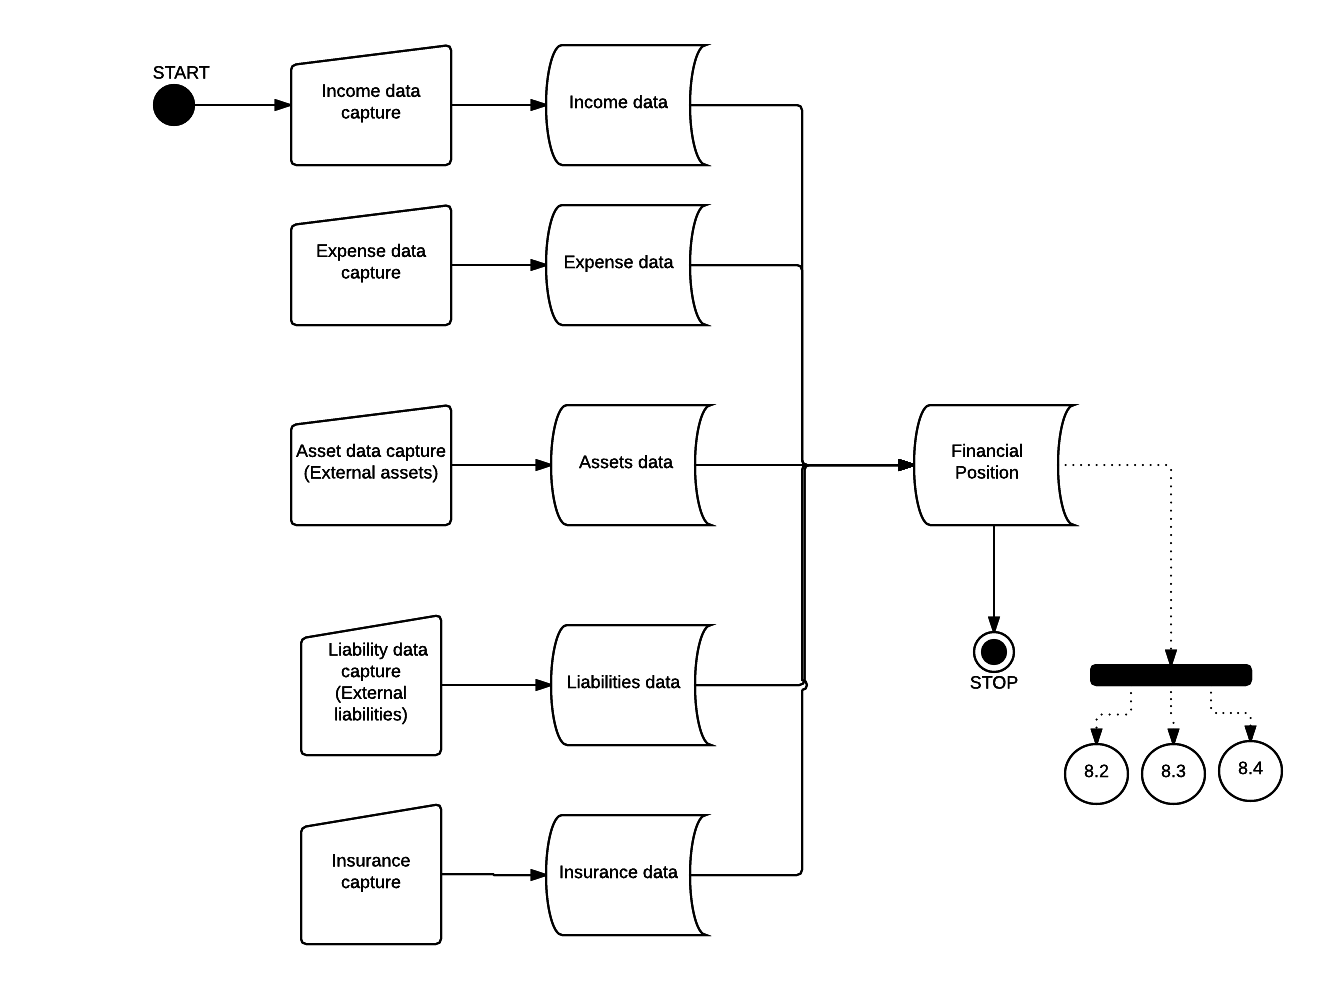 START
Income data
capture
Income data
Expense data
capture
Expense data
Asset data capture
(External assets)
Assets data
Financial
Position
Liability data
capture
(External
liabilities)
Liabilities data
STOP
8.2
8.3
8.4
Insurance
capture
Insurance data